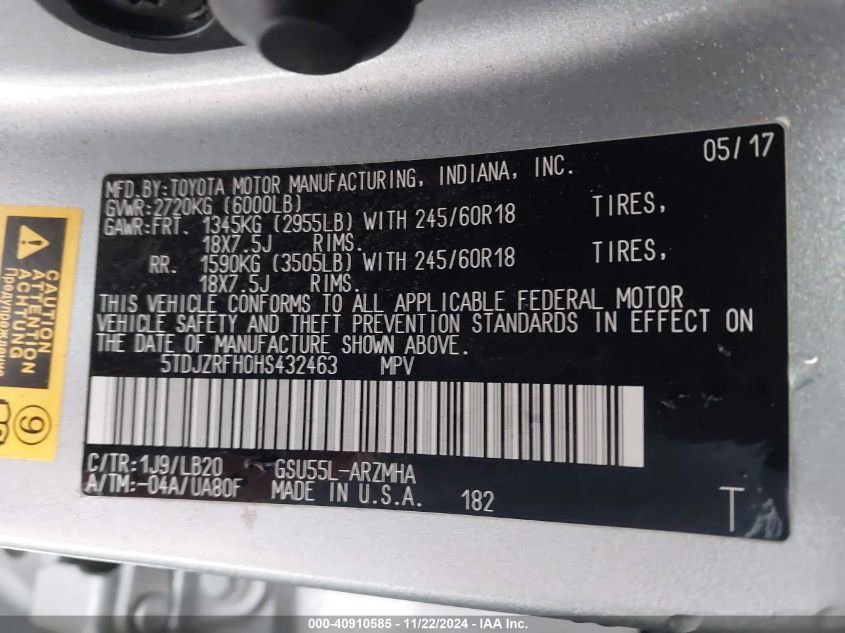 05/17
MFD.BY:TOYOTA MOTOR MANUFACTURING, INDIANA, INC.
GVWR:2720KG (6000LB)
GAWR:FRT. 1345KG (2955LB) WITH 245/60R18 TIRES,
18X7.5J RIMS.
RR. 1590KG (3505LB) WITH 245/60R18 TIRES,
18X7.5J RIMS.
THIS VEHICLE CONFORMS TO ALL APPLICABLE FEDERAL MOTOR
VEHICLE SAFETY AND THEFT PREVENTION STANDARDS IN EFFECT ON
THE DATE OF MANUFACTURE SHOWN ABOVE.
5TDJZRFH0HS432463 MPV
C/TR:1J9/LB20 GSU55L-ARZMHA
A/TM:-04A/UA80F MADE IN U.S.A. 182
T
CAUTION
ATTENTION
ACHTUNG
Предупреждение
9
000-40910585 - 11/22/2024 - IAAI.com